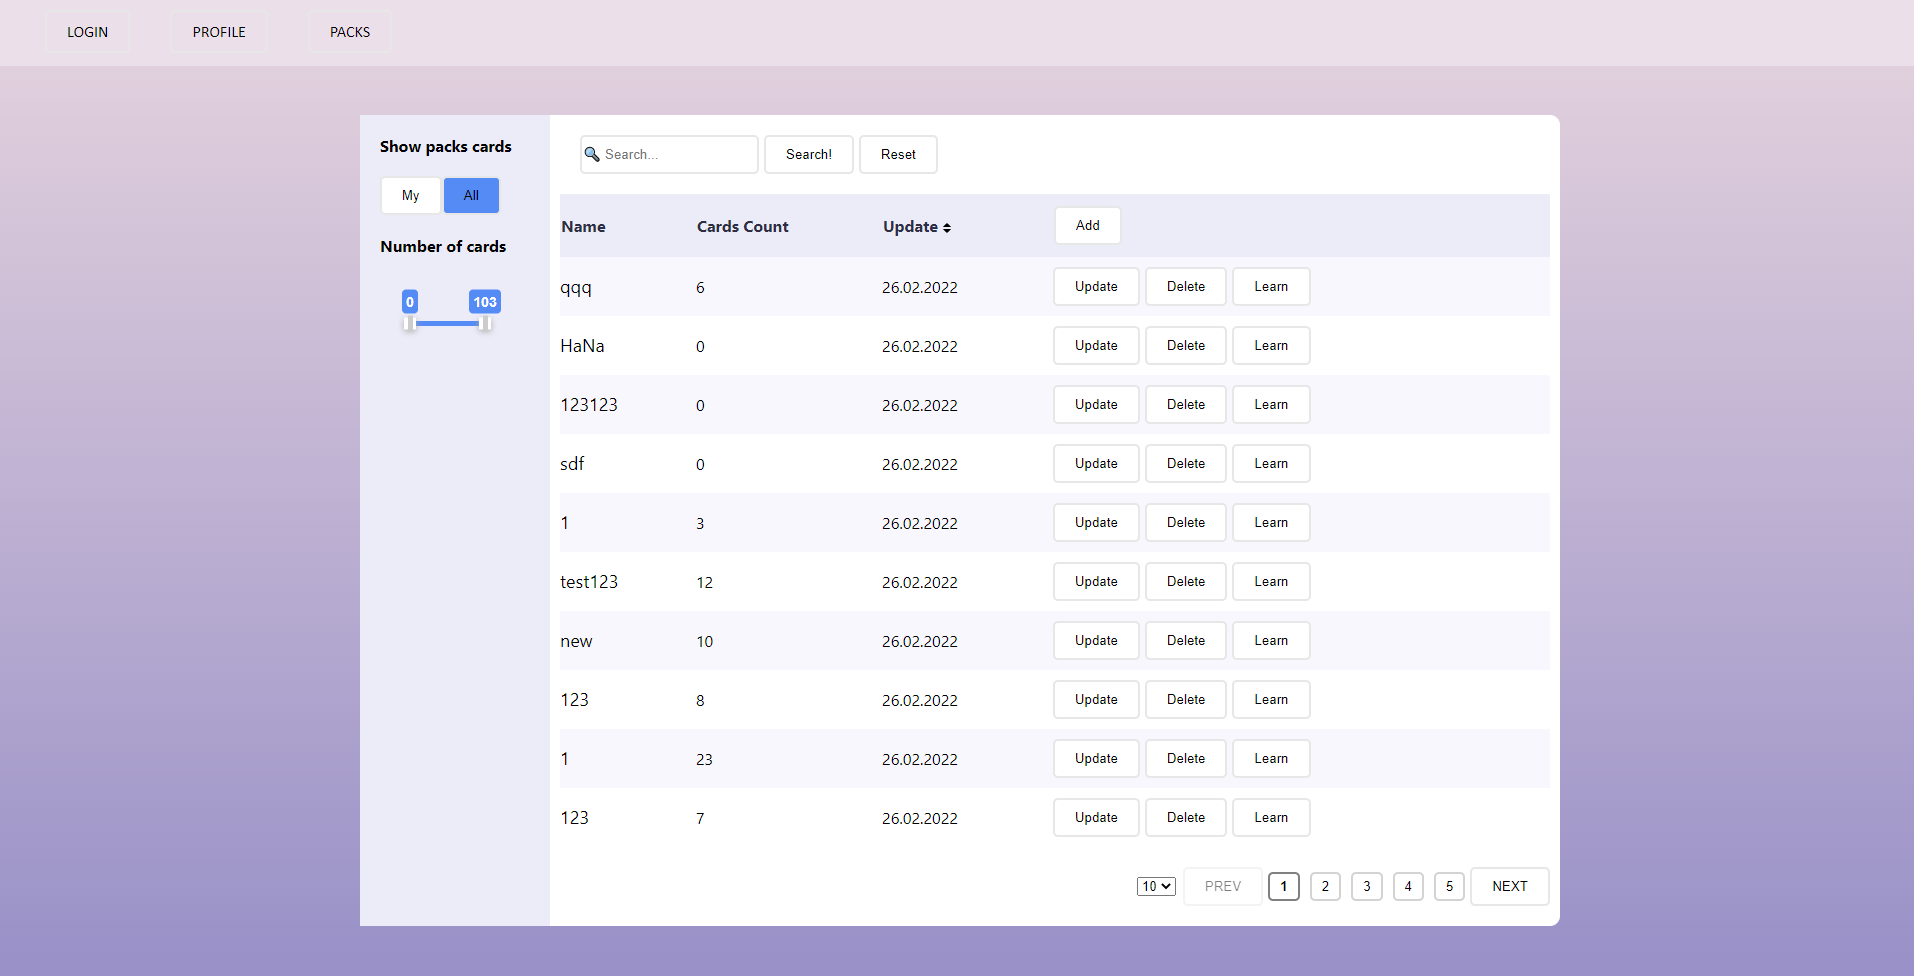 LOGIN PROFILE PACKS
Show packs cards
My All
Number of cards
0 103
Search... Search! Reset
Name Cards Count Update Add
qqq 6 26.02.2022 Update Delete Learn
HaNa 0 26.02.2022 Update Delete Learn
123123 0 26.02.2022 Update Delete Learn
sdf 0 26.02.2022 Update Delete Learn
1 3 26.02.2022 Update Delete Learn
test123 12 26.02.2022 Update Delete Learn
new 10 26.02.2022 Update Delete Learn
123 8 26.02.2022 Update Delete Learn
1 23 26.02.2022 Update Delete Learn
123 7 26.02.2022 Update Delete Learn
10 PREV 1 2 3 4 5 NEXT